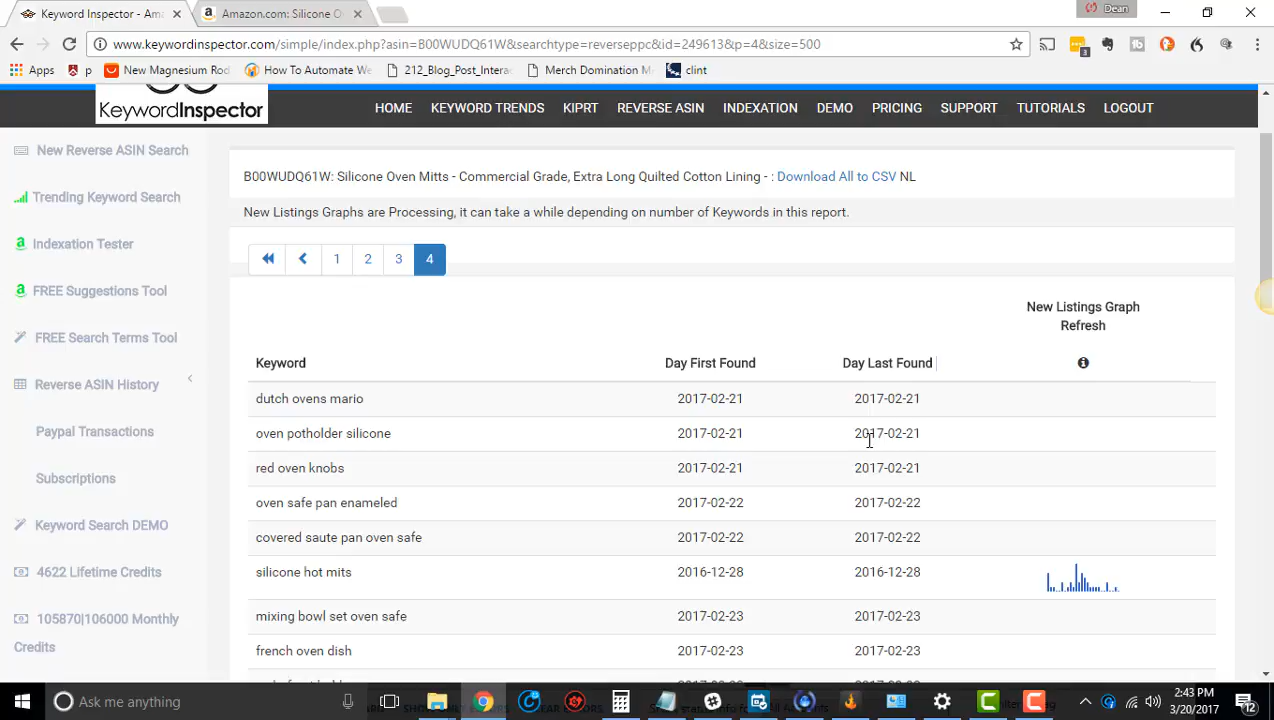 Keyword Inspector - Ama
Amazon.com: Silicone O
Dean
www.keywordinspector.com/simple/index.php?asin=B00WUDQ61W&searchtype=reverseppc&id=249613&p=4&size=500
3
Apps
p
New Magnesium Rod
How To Automate We
212_Blog_Post_Intera
Merch Domination M
clint
KeywordInspector
HOME KEYWORD TRENDS KIPRT REVERSE ASIN INDEXATION DEMO PRICING SUPPORT TUTORIALS LOGOUT
New Reverse ASIN Search
Trending Keyword Search
Indexation Tester
FREE Suggestions Tool
FREE Search Terms Tool
Reverse ASIN History
Paypal Transactions
Subscriptions
Keyword Search DEMO
4622 Lifetime Credits
105870|106000 Monthly
Credits
B00WUDQ61W: Silicone Oven Mitts - Commercial Grade, Extra Long Quilted Cotton Lining - : Download All to CSV NL
New Listings Graphs are Processing, it can take a while depending on number of Keywords in this report.
1 2 3 4
New Listings Graph
Refresh
Keyword Day First Found Day Last Found
dutch ovens mario 2017-02-21 2017-02-21
oven potholder silicone 2017-02-21 2017-02-21
red oven knobs 2017-02-21 2017-02-21
oven safe pan enameled 2017-02-22 2017-02-22
covered saute pan oven safe 2017-02-22 2017-02-22
silicone hot mits 2016-12-28 2016-12-28
mixing bowl set oven safe 2017-02-23 2017-02-23
french oven dish 2017-02-23 2017-02-23
Ask me anything
2:43 PM
3/20/2017
12